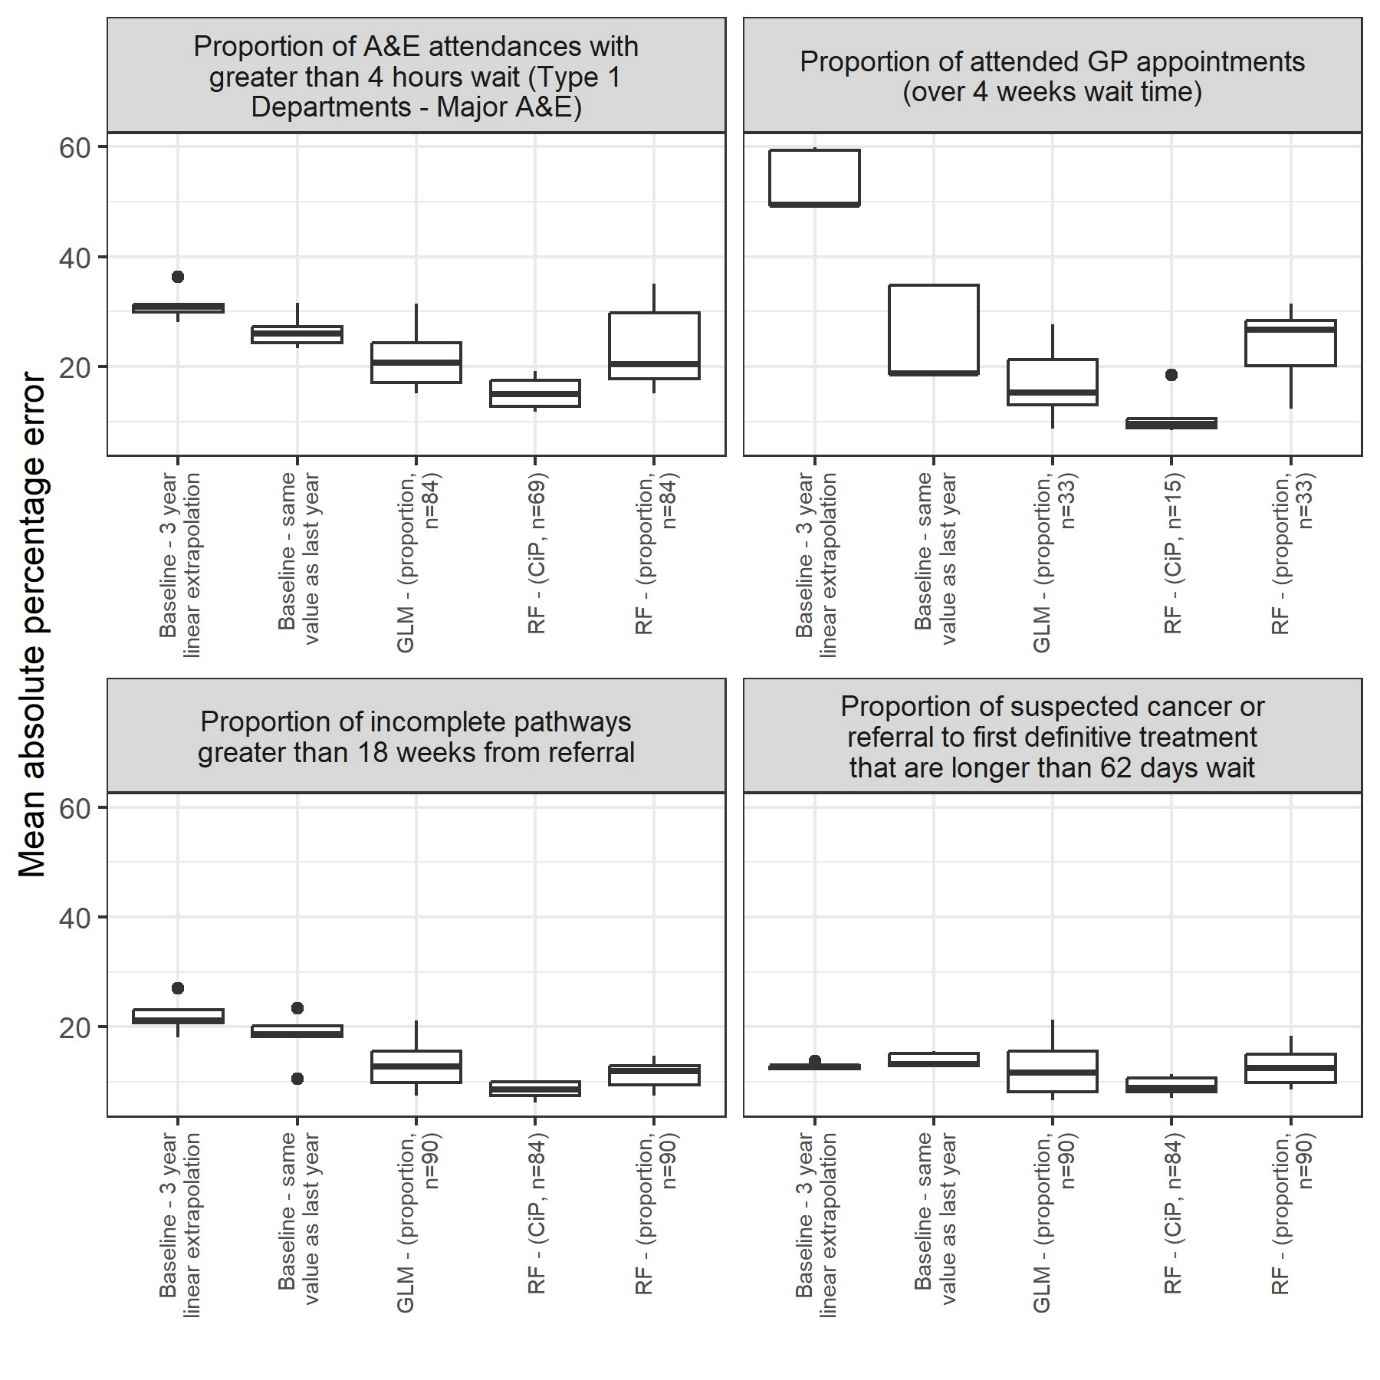 Proportion of A&E attendances with
greater than 4 hours wait (Type 1
Departments - Major A&E)
Proportion of attended GP appointments
(over 4 weeks wait time)
60
40
20
Baseline - 3 year
linear extrapolation
Baseline - same
value as last year
GLM - (proportion,
n=84)
RF - (CiP, n=69)
RF - (proportion,
n=84)
Baseline - 3 year
linear extrapolation
Baseline - same
value as last year
GLM - (proportion,
n=33)
RF - (CiP, n=15)
RF - (proportion,
n=33)
Mean absolute percentage error
Proportion of incomplete pathways
greater than 18 weeks from referral
Proportion of suspected cancer or
referral to first definitive treatment
that are longer than 62 days wait
60
40
20
Baseline - 3 year
linear extrapolation
Baseline - same
value as last year
GLM - (proportion,
n=90)
RF - (CiP, n=84)
RF - (proportion,
n=90)
Baseline - 3 year
linear extrapolation
Baseline - same
value as last year
GLM - (proportion,
n=90)
RF - (CiP, n=84)
RF - (proportion,
n=90)